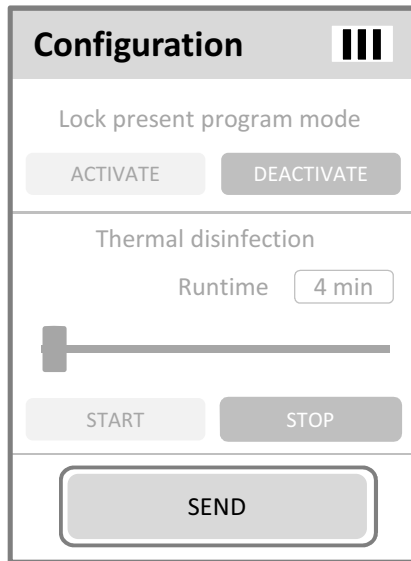 Configuration
Lock present program mode
ACTIVATE DEACTIVATE
Thermal disinfection
Runtime 4 min
START STOP
SEND